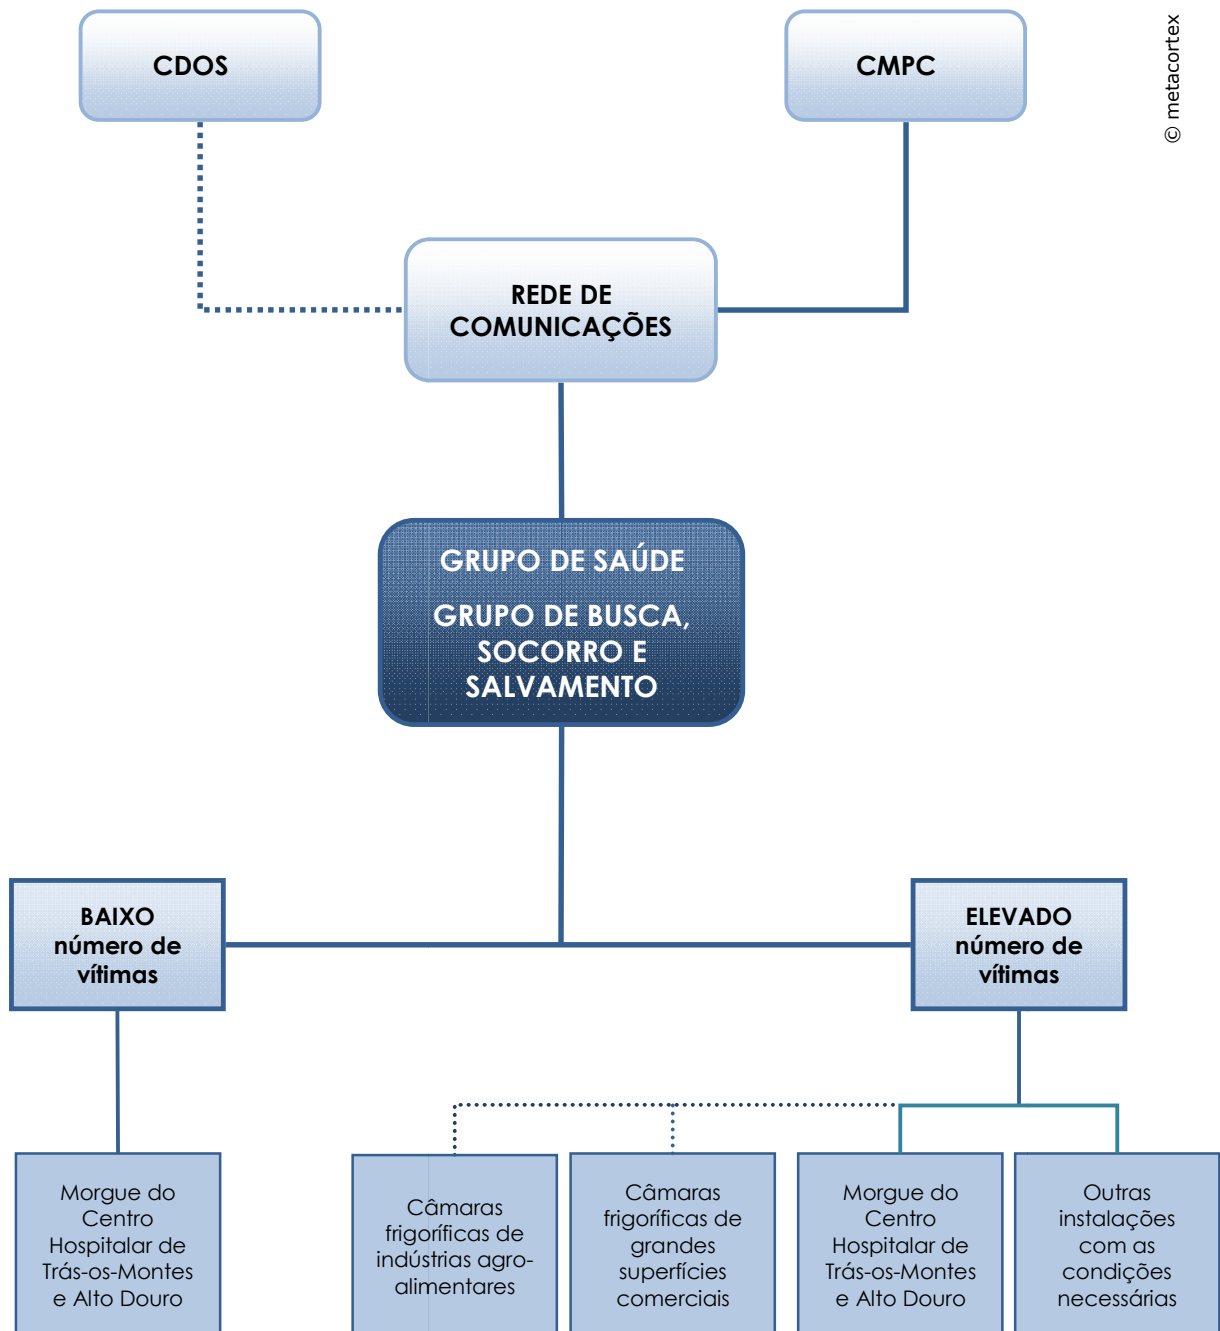 CDOS
CMPC
© metacortex
REDE DE
COMUNICAÇÕES
GRUPO DE SAÚDE
GRUPO DE BUSCA,
SOCORRO E
SALVAMENTO
BAIXO
número de
vítimas
ELEVADO
número de
vítimas
Morgue do
Centro
Hospitalar de
Trás-os-Montes
e Alto Douro
Câmaras
frigoríficas de
indústrias agro-
alimentares
Câmaras
frigoríficas de
grandes
superfícies
comerciais
Morgue do
Centro
Hospitalar de
Trás-os-Montes
e Alto Douro
Outras
instalações
com as
condições
necessárias